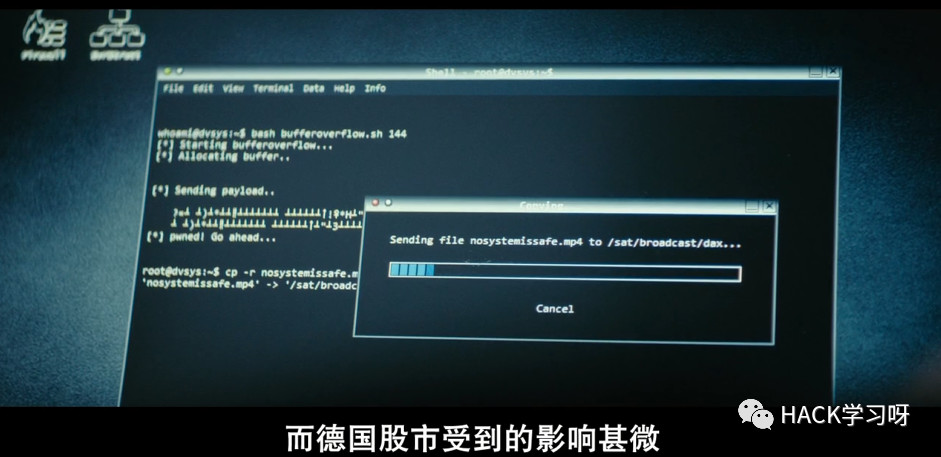 Firewall
Shell - root@dvsys:~$
File Edit View Terminal Data Help Info
whoami@dvsys:~$ bash bufferoverflow.sh 144
[*] Starting bufferoverflow...
[*] Allocating buffer..
[*] Sending payload..
[*] pwned! Go ahead...
Copying
Sending file nosystemissafe.mp4 to /sat/broadcast/dax...
root@dvsys:~$ cp -r nosystemissafe.m
'nosystemissafe.mp4' -> '/sat/broadc
Cancel
HACK学习呀
而德国股市受到的影响甚微